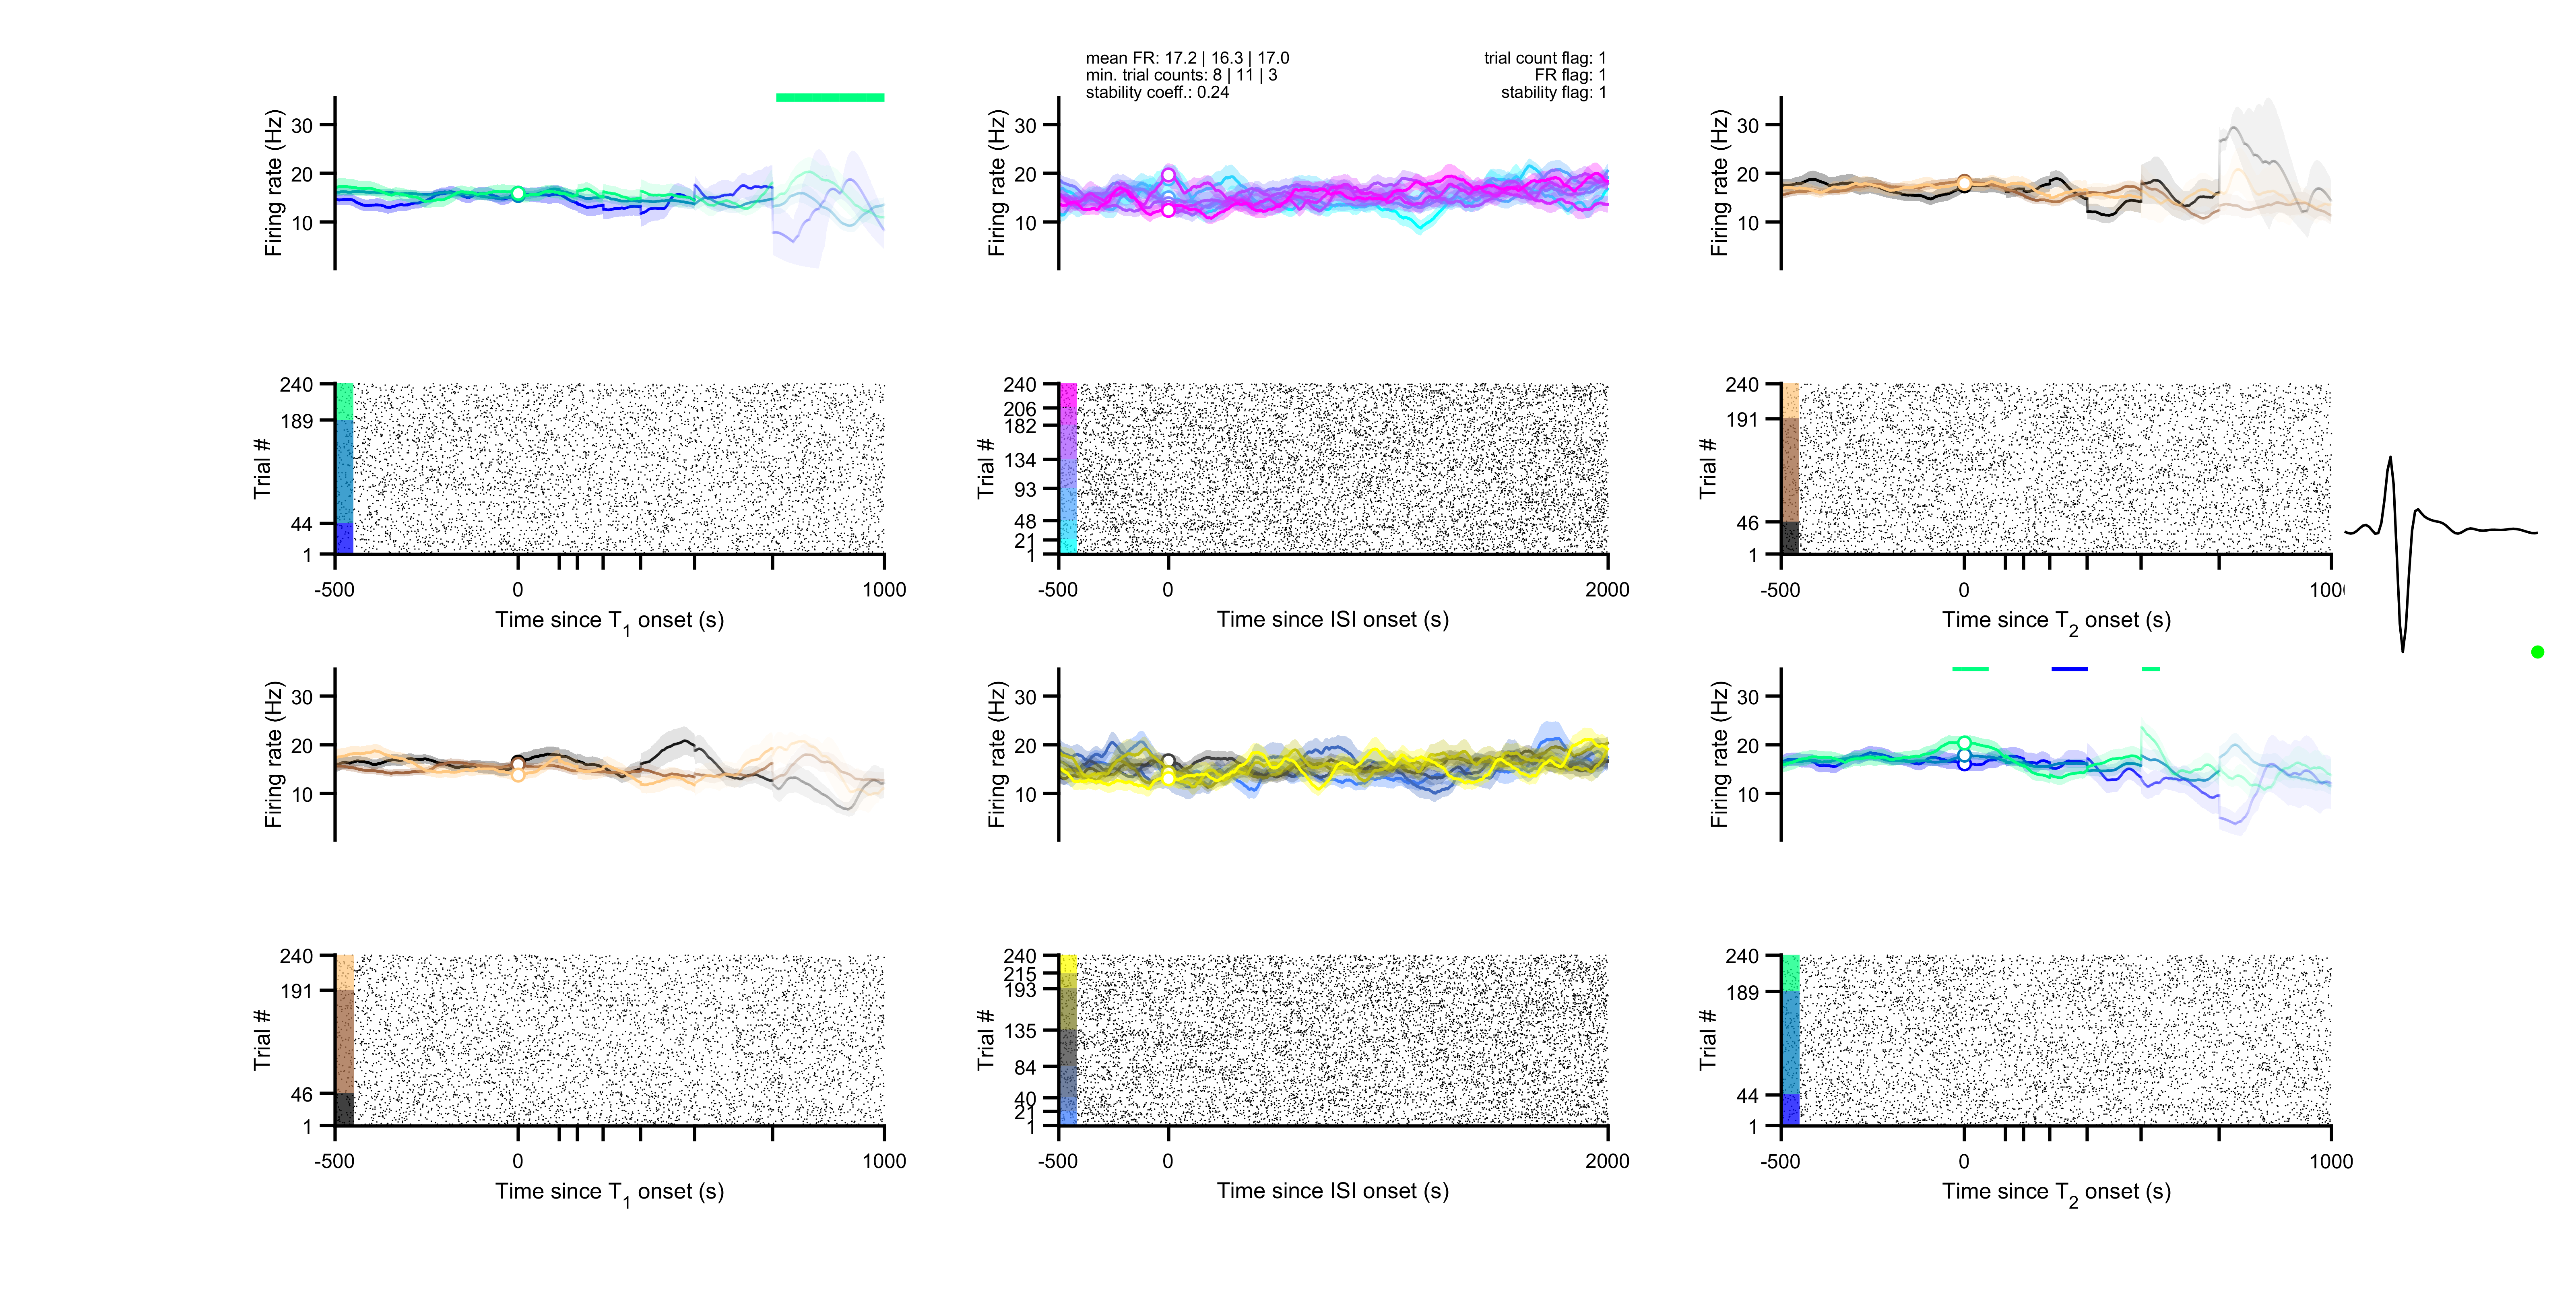 mean FR: 17.2 | 16.3 | 17.0
min. trial counts: 8 | 11 | 3
stability coeff.: 0.24
trial count flag: 1
FR flag: 1
stability flag: 1
Firing rate (Hz)
30
20
10
Firing rate (Hz)
30
20
10
Firing rate (Hz)
30
20
10
Trial #
240
189
44
1
-500
0
1000
Time since T1 onset (s)
Trial #
240
206
182
134
93
48
21
1
-500
0
2000
Time since ISI onset (s)
Trial #
240
191
46
1
-500
0
100
Time since T2 onset (s)
Firing rate (Hz)
30
20
10
Firing rate (Hz)
30
20
10
Firing rate (Hz)
30
20
10
Trial #
240
191
46
1
-500
0
1000
Time since T1 onset (s)
Trial #
240
215
193
135
84
40
21
1
-500
0
2000
Time since ISI onset (s)
Trial #
240
189
44
1
-500
0
1000
Time since T2 onset (s)